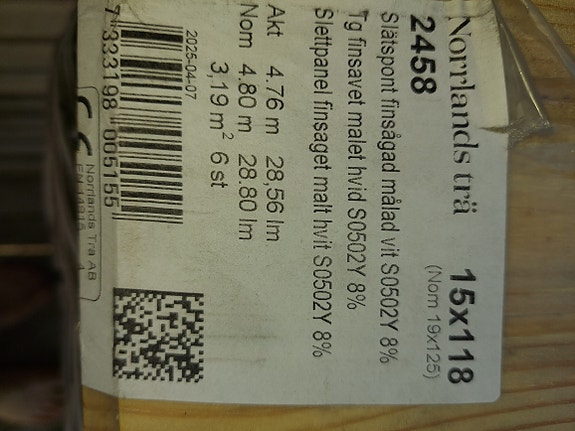 Norrlands trä 15x118
2458 (Nom 19x125)
Slätspont finsågad målad vit S0502Y 8%
Tg finsavet malet hvid S0502Y 8%
Slettpanel finsaget malt hvit S0502Y 8%
Akt 4.76 m 28,56 lm
Nom 4,80 m 28.80 lm
3,19 m² 6 st
2025-04-07
7 333198 005155
CE Norrlands Trä AB